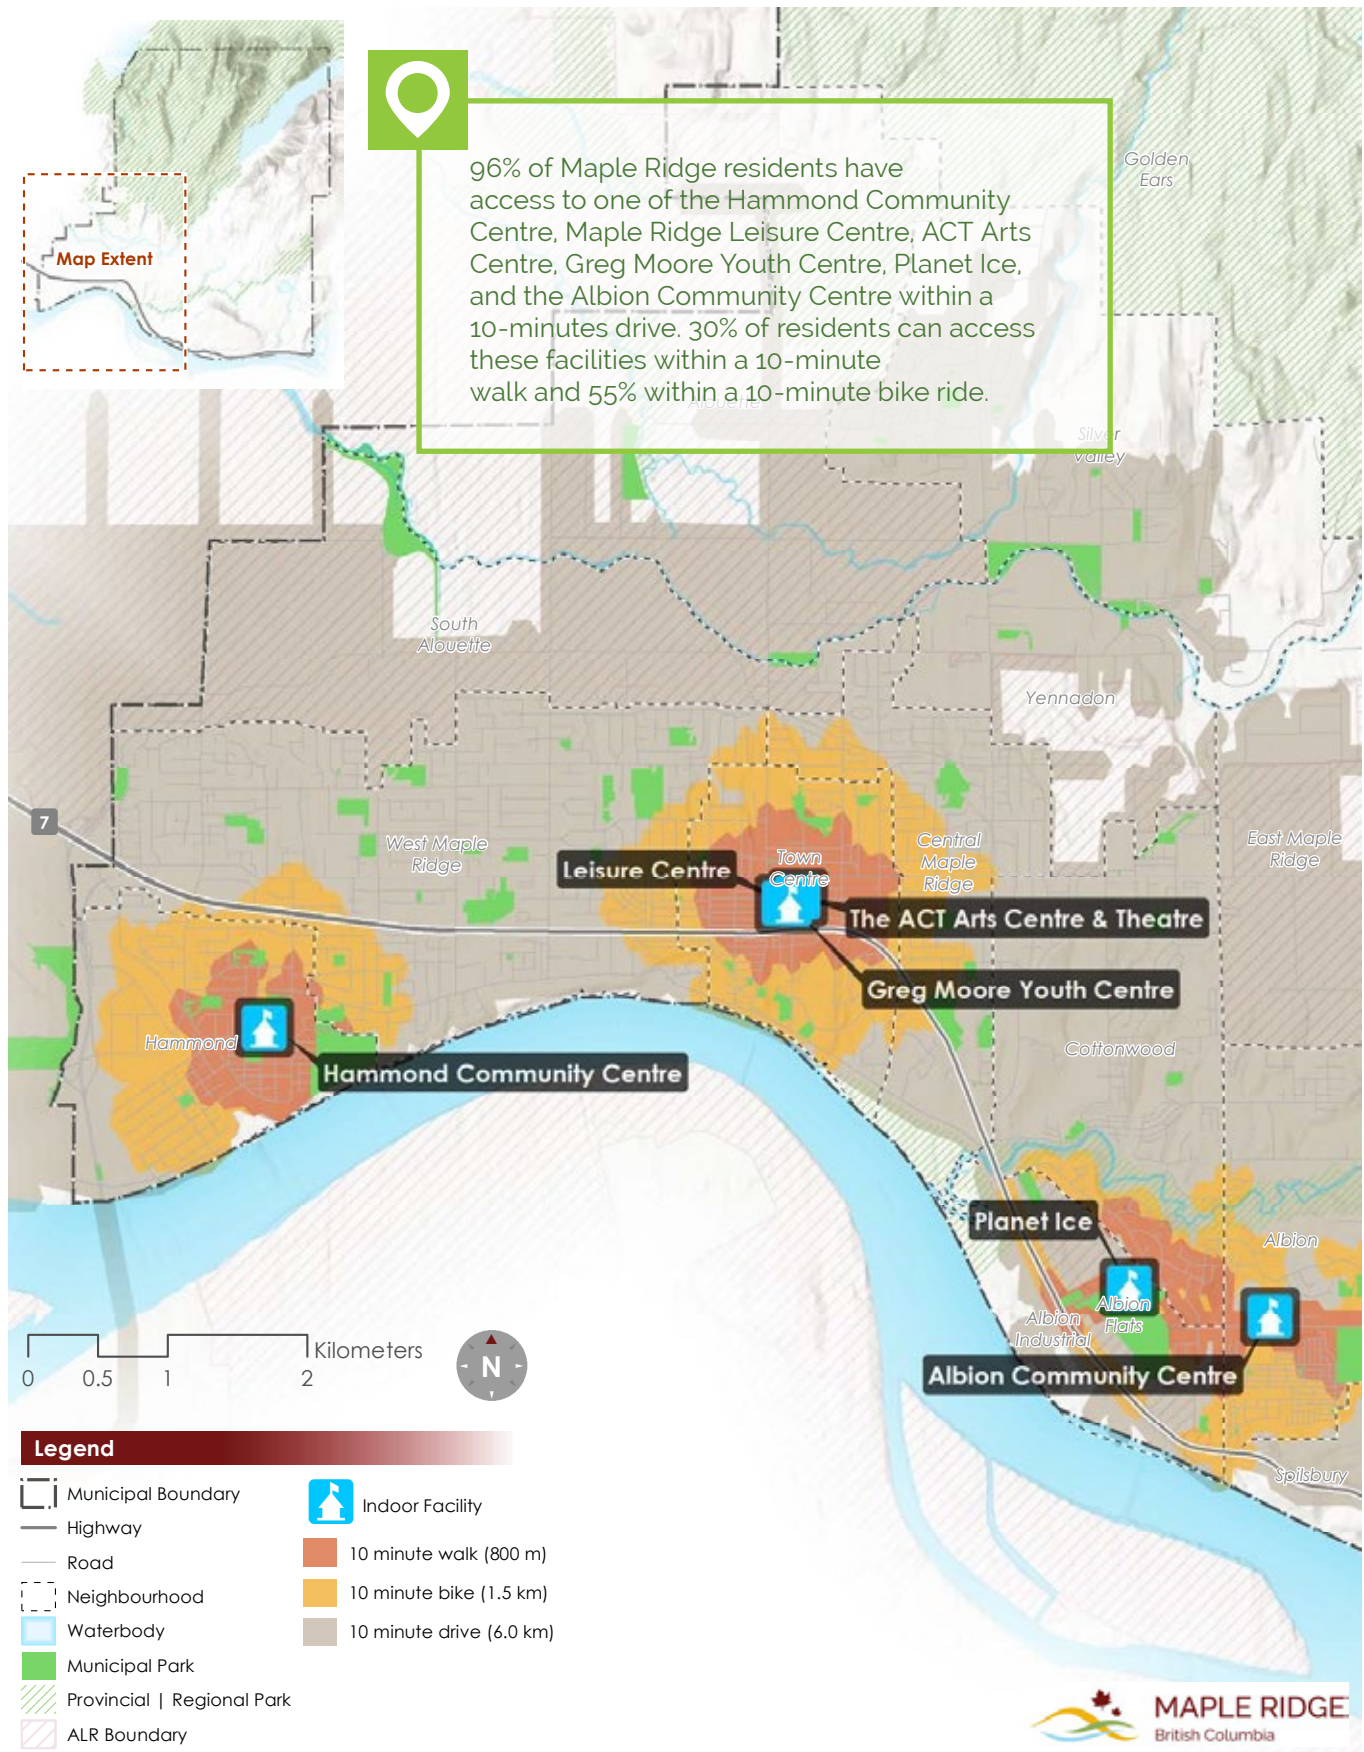 Map Extent
96% of Maple Ridge residents have
access to one of the Hammond Community
Centre, Maple Ridge Leisure Centre, ACT Arts
Centre, Greg Moore Youth Centre, Planet Ice,
and the Albion Community Centre within a
10-minutes drive. 30% of residents can access
these facilities within a 10-minute
walk and 55% within a 10-minute bike ride.
Golden
Ears
Alouette
Silver
Valley
South
Alouette
Yennadon
7
West Maple
Ridge
Town
Centre
Central
Maple
Ridge
East Maple
Ridge
Leisure Centre
The ACT Arts Centre & Theatre
Greg Moore Youth Centre
Hammond
Hammond Community Centre
Cottonwood
Planet Ice
Albion
Albion
Flats
Albion
Industrial
Albion Community Centre
Spilsbury
Kilometers
0 0.5 1 2
N
Legend
Municipal Boundary
Highway
Road
Neighbourhood
Waterbody
Municipal Park
Provincial | Regional Park
ALR Boundary
Indoor Facility
10 minute walk (800 m)
10 minute bike (1.5 km)
10 minute drive (6.0 km)
MAPLE RIDGE
British Columbia